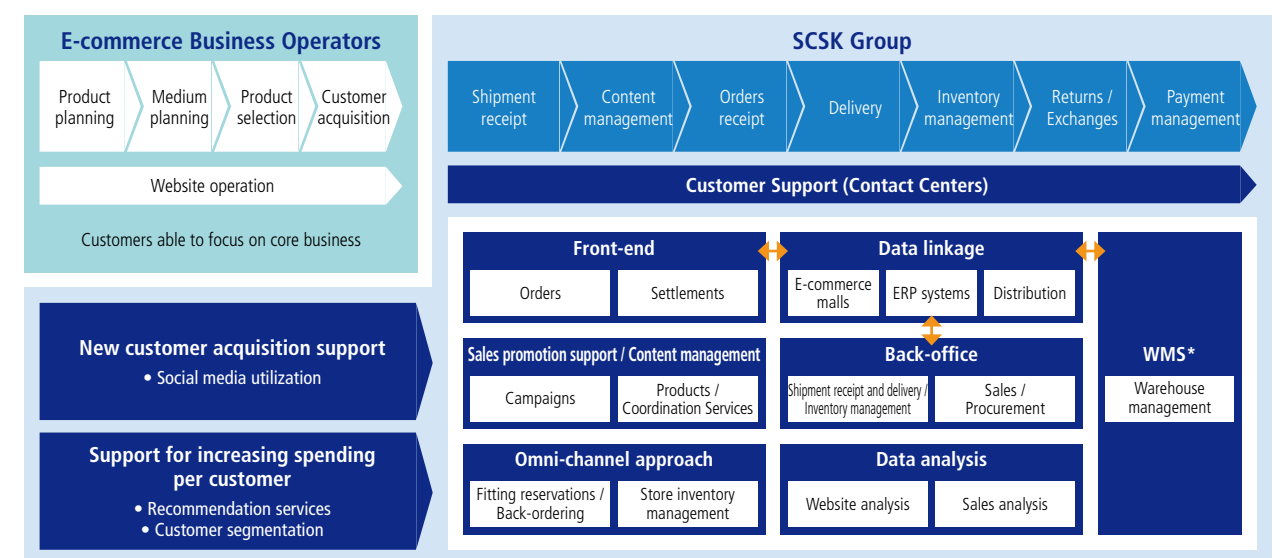 E-commerce Business Operators
Product
planning
Medium
planning
Product
selection
Customer
acquisition
Website operation
Customers able to focus on core business
New customer acquisition support
• Social media utilization
Support for increasing spending
per customer
• Recommendation services
• Customer segmentation
SCSK Group
Shipment
receipt
Content
management
Orders
receipt
Delivery
Inventory
management
Returns /
Exchanges
Payment
management
Customer Support (Contact Centers)
Front-end
Orders
Settlements
Data linkage
E-commerce
malls
ERP systems
Distribution
Sales promotion support / Content management
Campaigns
Products /
Coordination Services
Back-office
Shipment receipt and delivery /
Inventory management
Sales /
Procurement
Omni-channel approach
Fitting reservations /
Back-ordering
Store inventory
management
Data analysis
Website analysis
Sales analysis
WMS*
Warehouse
management